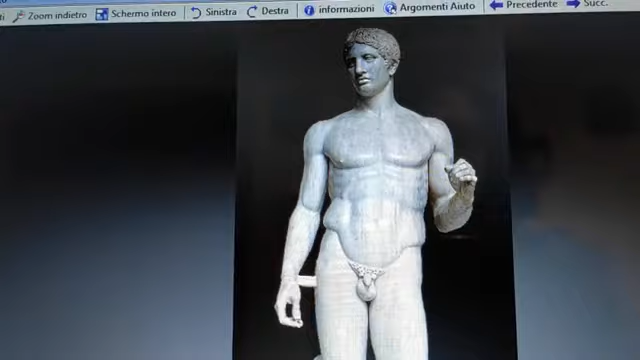 Zoom indietro Schermo intero Sinistra Destra informazioni Argomenti Aiuto Precedente Succ.